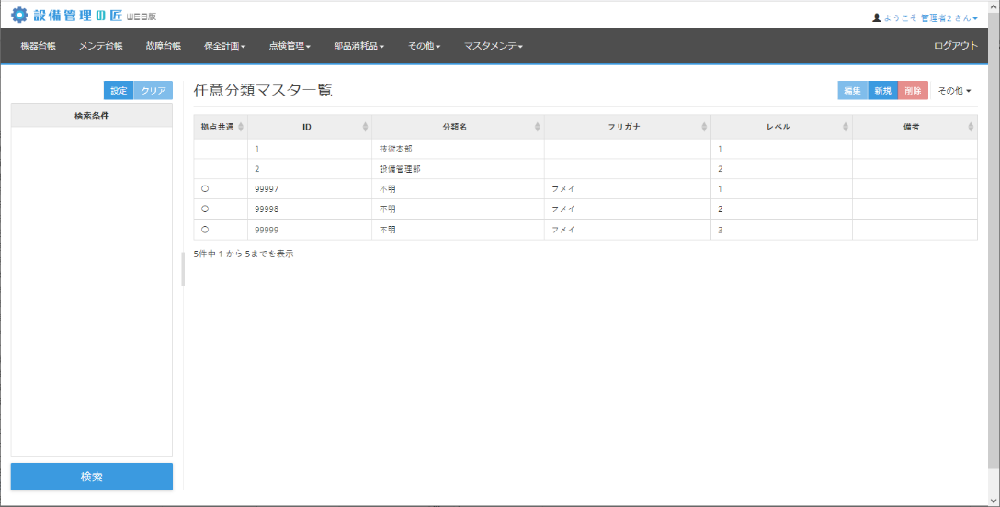 設備管理の匠 WEB版
ようこそ 管理者2 さん
機器台帳 メンテ台帳 故障台帳 保全計画 点検管理 部品消耗品 その他 マスタメンテ ログアウト
設定 クリア
検索条件
検索
任意分類マスター覧
編集 新規 削除 その他
拠点共通 ID 分類名 フリガナ レベル 備考
1 技術本部 1
2 設備管理部 2
○ 99997 不明 フメイ 1
○ 99998 不明 フメイ 2
○ 99999 不明 フメイ 3
5件中 1 から 5までを表示